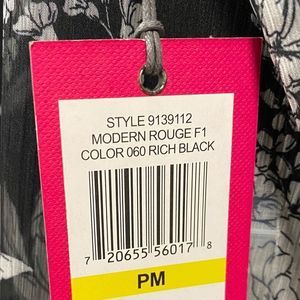 STYLE 9139112
MODERN ROUGE F1
COLOR 060 RICH BLACK
7 20655 56017 8
PM